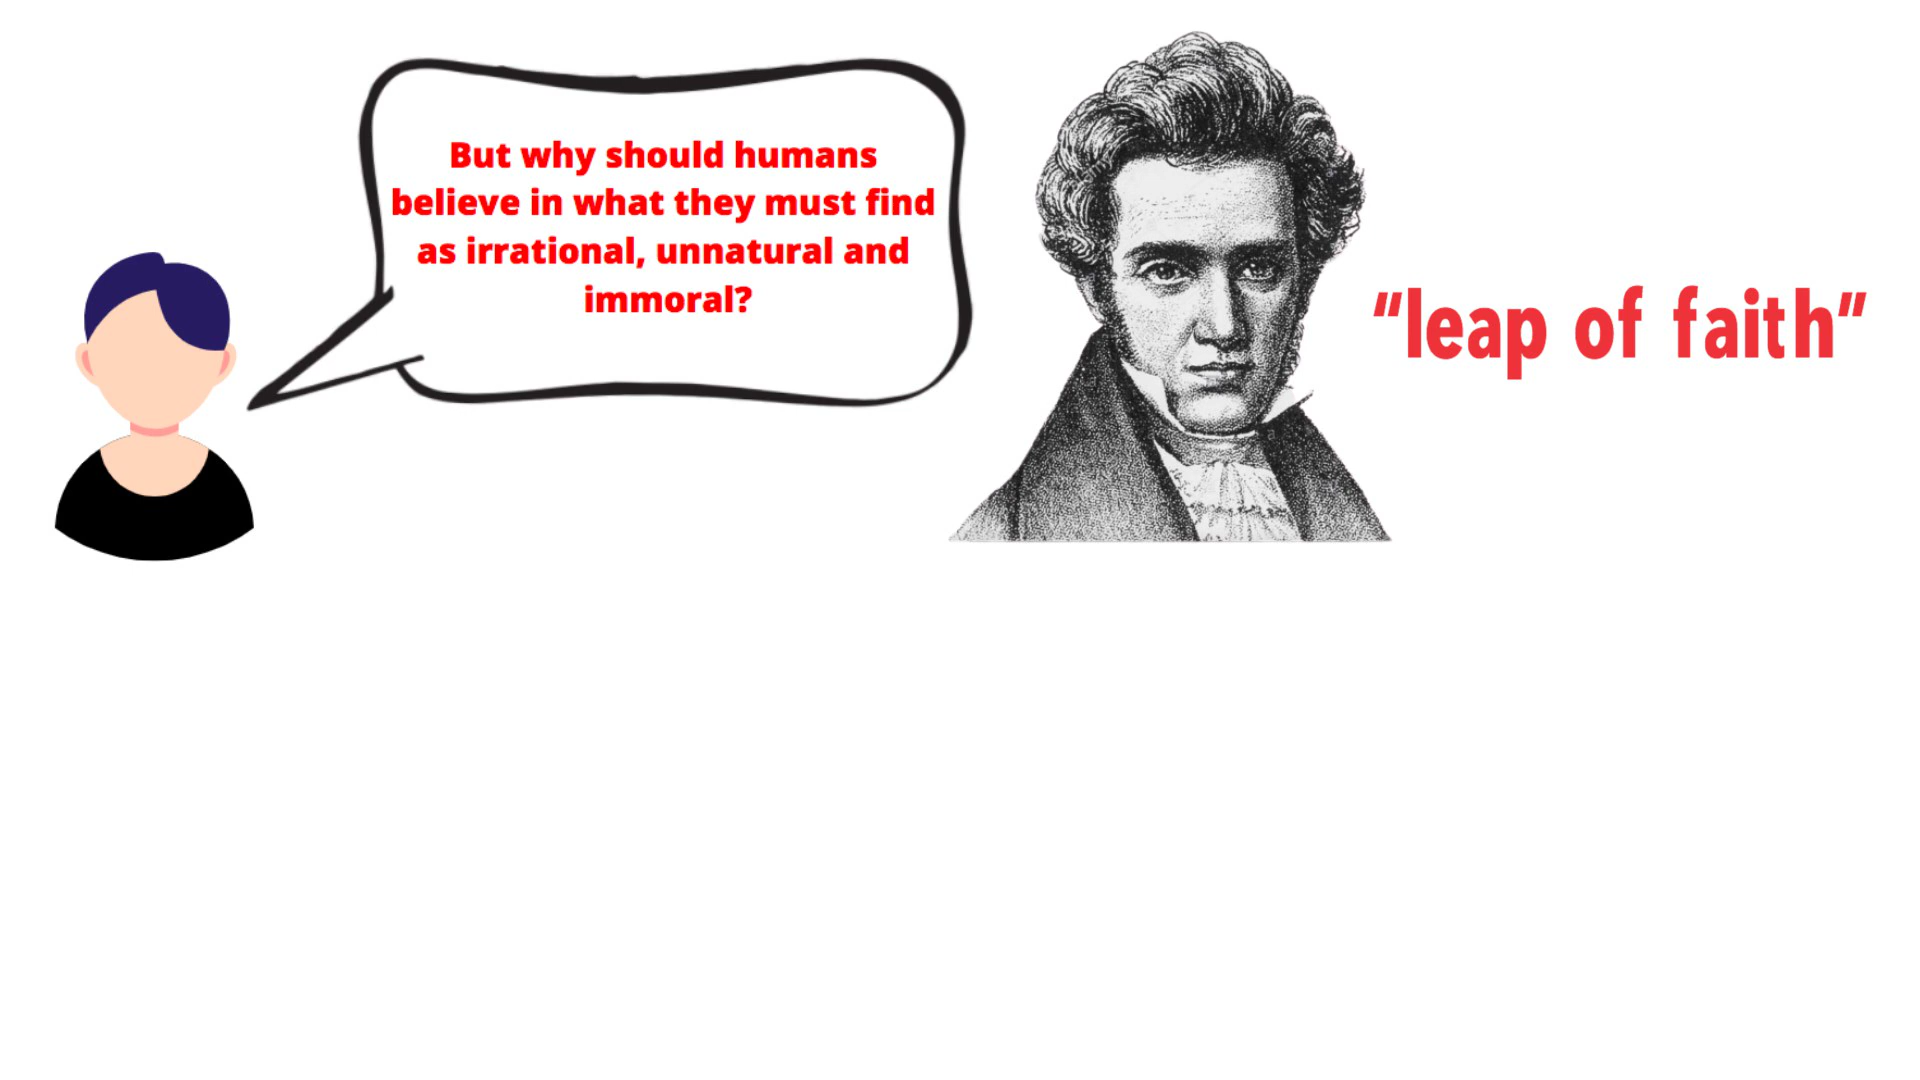 But why should humans
believe in what they must find
as irrational, unnatural and
immoral?
“leap of faith”